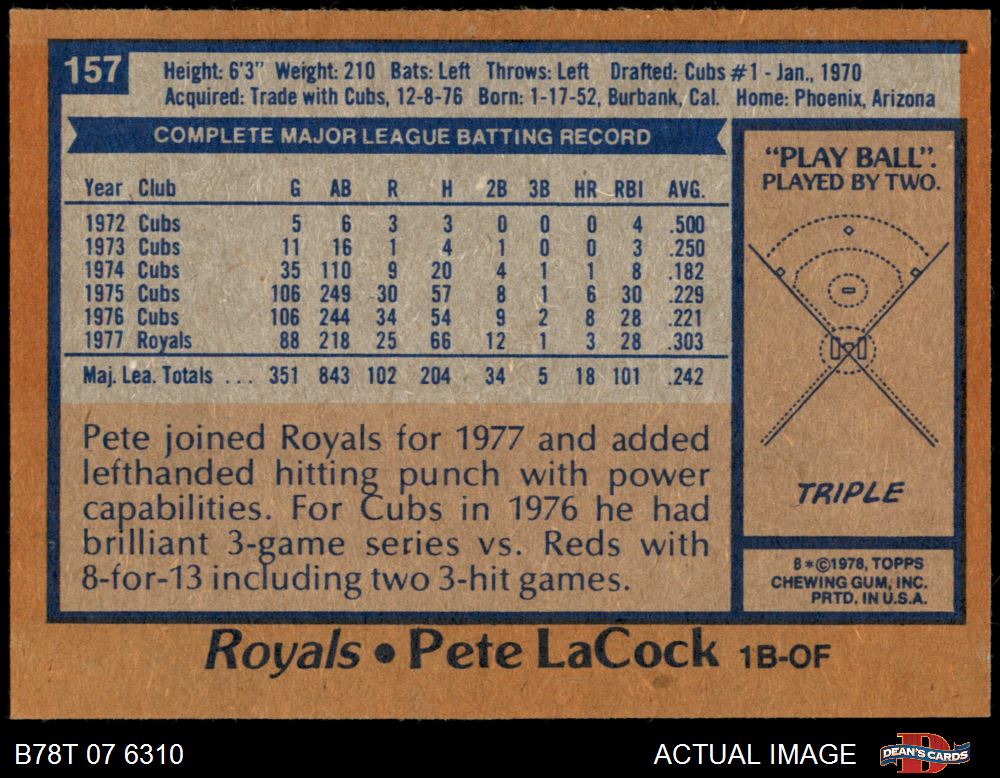 157
Height: 6'3" Weight: 210 Bats: Left Throws: Left Drafted: Cubs #1 - Jan., 1970
Acquired: Trade with Cubs, 12-8-76 Born: 1-17-52, Burbank, Cal. Home: Phoenix, Arizona
COMPLETE MAJOR LEAGUE BATTING RECORD
Year Club G AB R H 2B 3B HR RBI AVG.
1972 Cubs 5 6 3 3 0 0 0 4 .500
1973 Cubs 11 16 1 4 1 0 0 3 .250
1974 Cubs 35 110 9 20 4 1 1 8 .182
1975 Cubs 106 249 30 57 8 1 6 30 .229
1976 Cubs 106 244 34 54 9 2 8 28 .221
1977 Royals 88 218 25 66 12 1 3 28 .303
Maj. Lea. Totals ... 351 843 102 204 34 5 18 101 .242
Pete joined Royals for 1977 and added
lefthanded hitting punch with power
capabilities. For Cubs in 1976 he had
brilliant 3-game series vs. Reds with
8-for-13 including two 3-hit games.
"PLAY BALL".
PLAYED BY TWO.
TRIPLE
B*©1978, TOPPS
CHEWING GUM, INC.
PRTD. IN U.S.A.
Royals • Pete LaCock 1B-OF
B78T 07 6310
ACTUAL IMAGE
D
DEAN'S CARDS